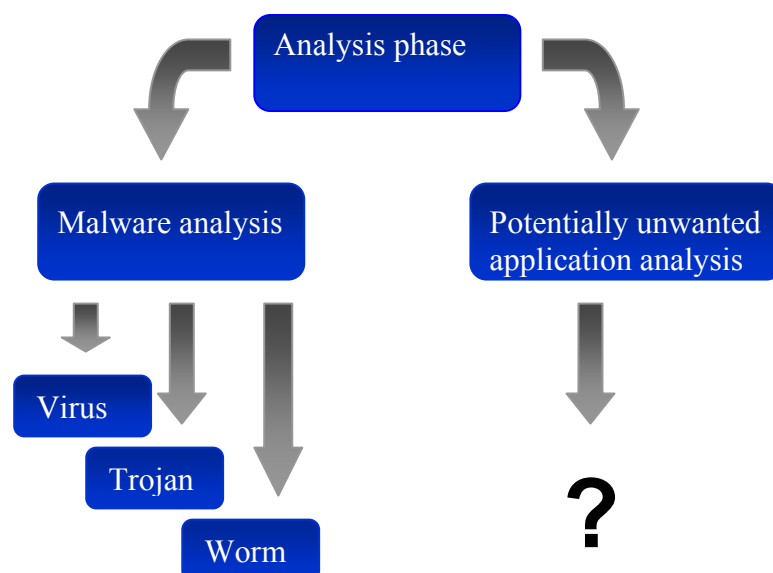 Analysis phase
Malware analysis
Potentially unwanted
application analysis
Virus
Trojan
Worm
?